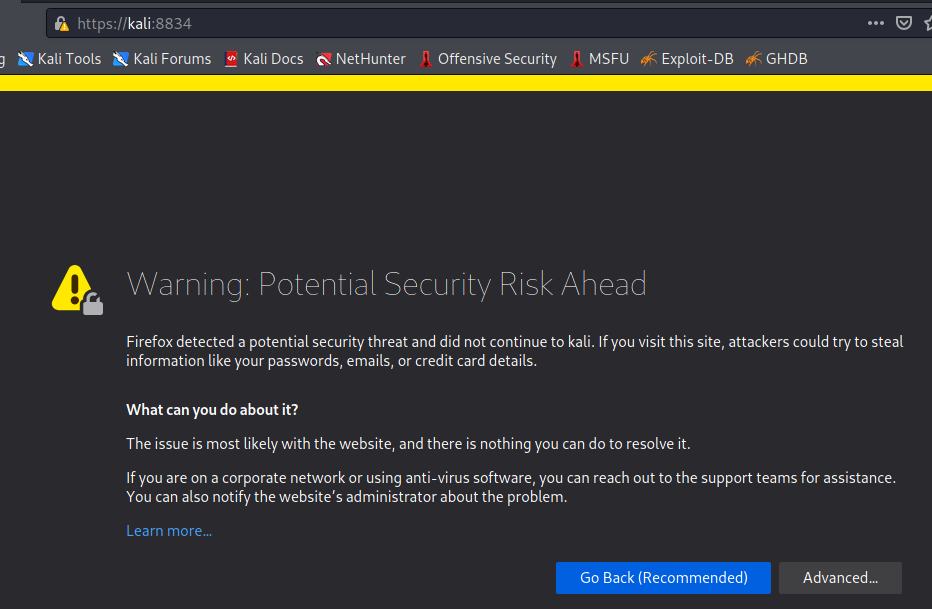 https://kali:8834
Kali Tools Kali Forums Kali Docs NetHunter Offensive Security MSFU Exploit-DB GHDB
Warning: Potential Security Risk Ahead
Firefox detected a potential security threat and did not continue to kali. If you visit this site, attackers could try to steal
information like your passwords, emails, or credit card details.
What can you do about it?
The issue is most likely with the website, and there is nothing you can do to resolve it.
If you are on a corporate network or using anti-virus software, you can reach out to the support teams for assistance.
You can also notify the website’s administrator about the problem.
Learn more…
Go Back (Recommended) Advanced…